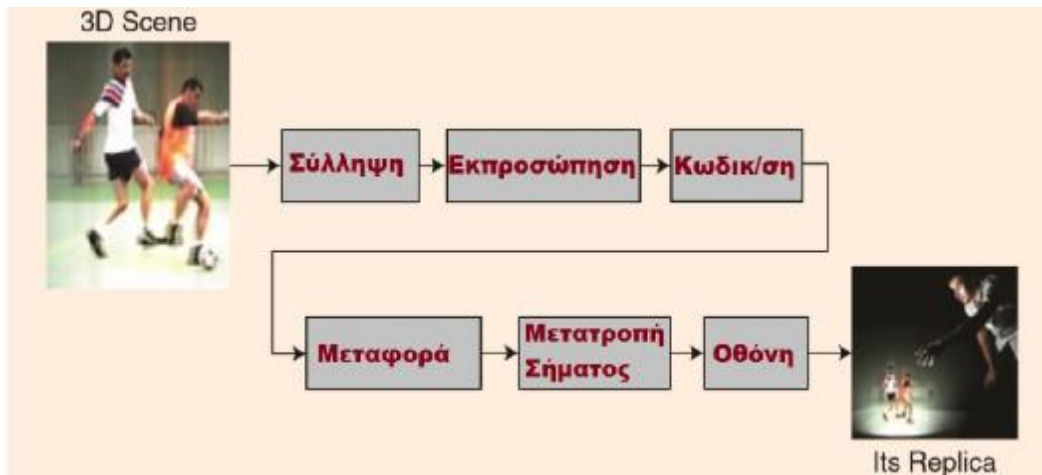 3D Scene
Σύλληψη
Εκπροσώπηση
Κωδικ/ση
Μεταφορά
Μετατροπή
Σήματος
Οθόνη
Its Replica